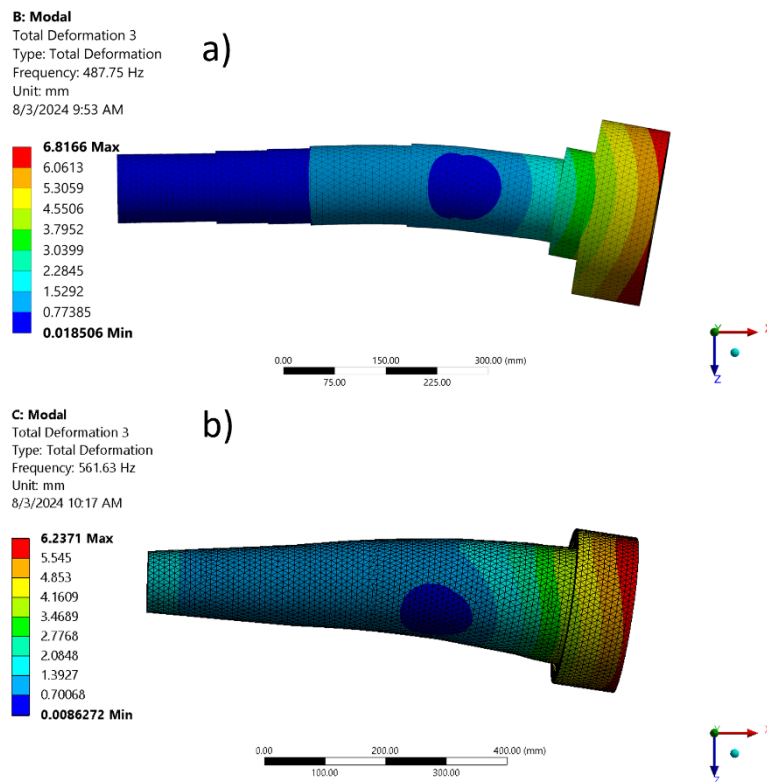 B: Modal
Total Deformation 3
Type: Total Deformation
Frequency: 487.75 Hz
Unit: mm
8/3/2024 9:53 AM
a)
6.8166 Max
6.0613
5.3059
4.5506
3.7952
3.0399
2.2845
1.5292
0.77385
0.018506 Min
0.00 150.00 300.00 (mm)
75.00 225.00
Y X
Z
C: Modal
Total Deformation 3
Type: Total Deformation
Frequency: 561.63 Hz
Unit: mm
8/3/2024 10:17 AM
b)
6.2371 Max
5.545
4.853
4.1609
3.4689
2.7768
2.0848
1.3927
0.70068
0.0086272 Min
0.00 200.00 400.00 (mm)
100.00 300.00
Y X
Z